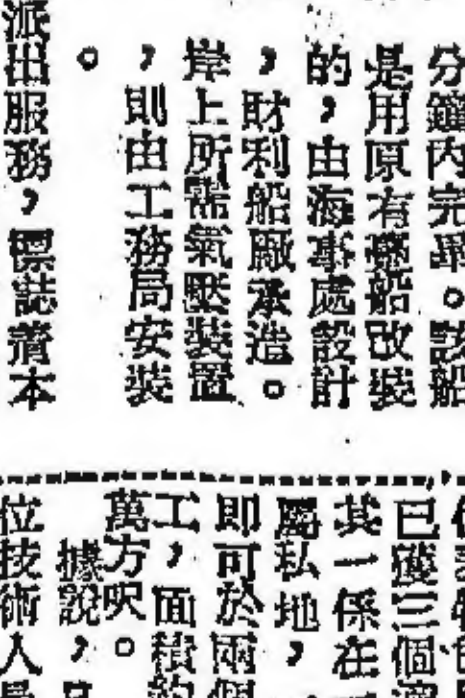 分鐘內完畢。該船
是用原有躉船改裝
的，由海事處設計
，財利船廠承造。
岸上所需氣壓裝置
，則由工務局安裝
。
派出服務，標誌着本
已獲三個
其一係在
屬私地，
即可於兩個
工，面積約
萬方呎。
據說，
位技術人員